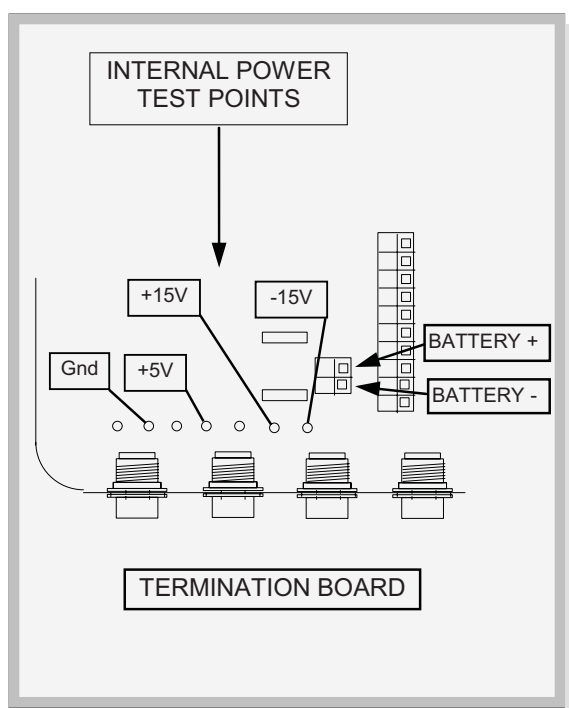 INTERNAL POWER
TEST POINTS
+15V
-15V
BATTERY +
Gnd
+5V
BATTERY -
TERMINATION BOARD